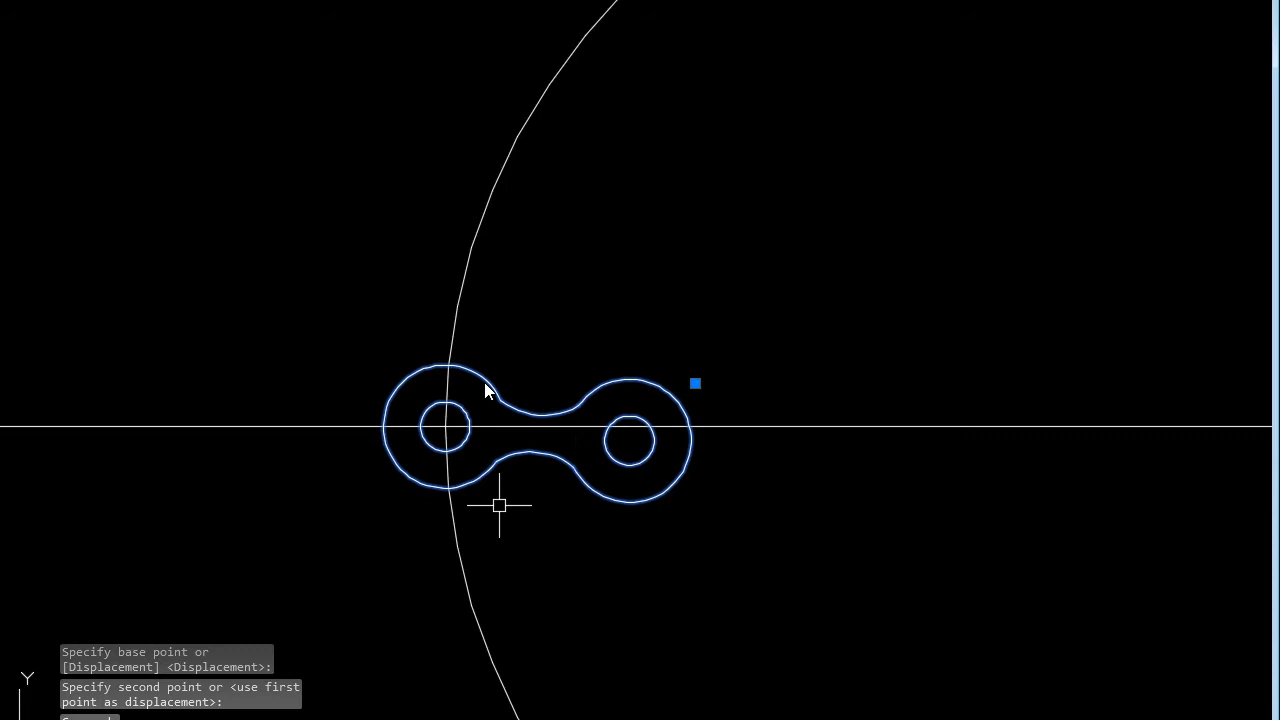 Specify base point or
[Displacement] <Displacement>:
Specify second point or <use first
point as displacement>:
Y